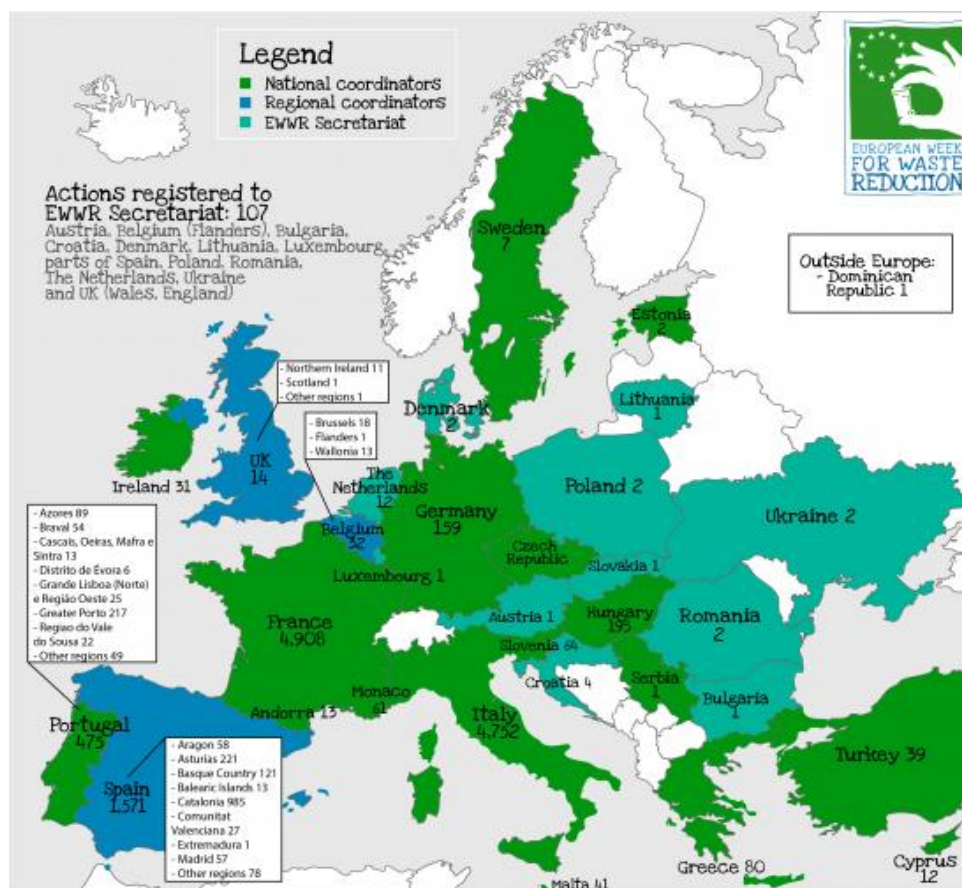 Legend
National coordinators
Regional coordinators
EWWR Secretariat
EUROPEAN WEEK
FOR WASTE
REDUCTION
Actions registered to
EWWR Secretariat: 107
Austria, Belgium (Flanders), Bulgaria,
Croatia, Denmark, Lithuania, Luxembourg,
parts of Spain, Poland, Romania,
The Netherlands, Ukraine
and UK (Wales, England)
Outside Europe:
- Dominican
Republic 1
Sweden
7
Estonia
2
Lithuania
1
Denmark
2
- Northern Ireland 11
- Scotland 1
- Other regions 1
- Brussels 18
- Flanders 1
- Wallonia 13
UK
14
Ireland 31
The
Netherlands
12
Belgium
32
Germany
159
Poland 2
Ukraine 2
Czech
Republic
Slovakia 1
Luxembourg 1
- Azores 89
- Braval 54
- Cascais, Oeiras, Mafra e
Sintra 13
- Distrito de Évora 6
- Grande Lisboa (Norte)
e Região Oeste 25
- Greater Porto 217
- Regiao do Vale
do Sousa 22
- Other regions 49
France
4,908
Austria 1
Hungary
195
Romania
2
Slovenia 64
Croatia 4
Serbia
1
Bulgaria
1
Monaco
61
Andorra 13
Italy
4,752
Portugal
475
Spain
1,571
- Aragon 58
- Asturias 221
- Basque Country 121
- Balearic Islands 13
- Catalonia 985
- Comunitat
Valenciana 27
- Extremadura 1
- Madrid 57
- Other regions 78
Turkey 39
Greece 80
Cyprus
12
Malta 41